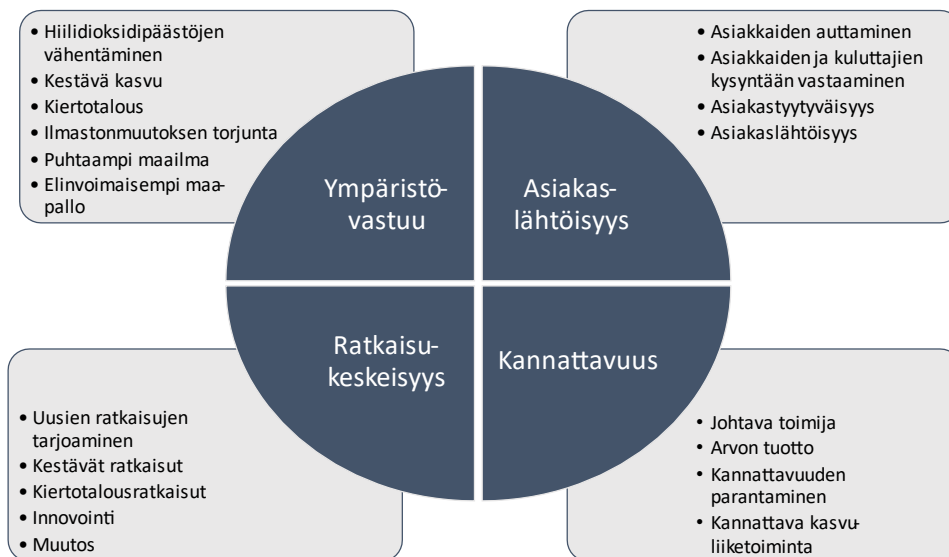 • Hiilidioksidipäästöjen
vähentäminen
• Kestävä kasvu
• Kiertotalous
• Ilmastonmuutoksen torjunta
• Puhtaampi maailma
• Elinvoimaisempi maa-
pallo
• Asiakkaiden auttaminen
• Asiakkaiden ja kuluttajien
kysyntään vastaaminen
• Asiakastyytyväisyys
• Asiakaslähtöisyys
Ympäristö-
vastuu
Asiakas-
lähtöisyys
Ratkaisu-
keskeisyys
Kannattavuus
• Uusien ratkaisujen
tarjoaminen
• Kestävät ratkaisut
• Kiertotalousratkaisut
• Innovointi
• Muutos
• Johtava toimija
• Arvon tuotto
• Kannattavuuden
parantaminen
• Kannattava kasvu-
liiketoiminta